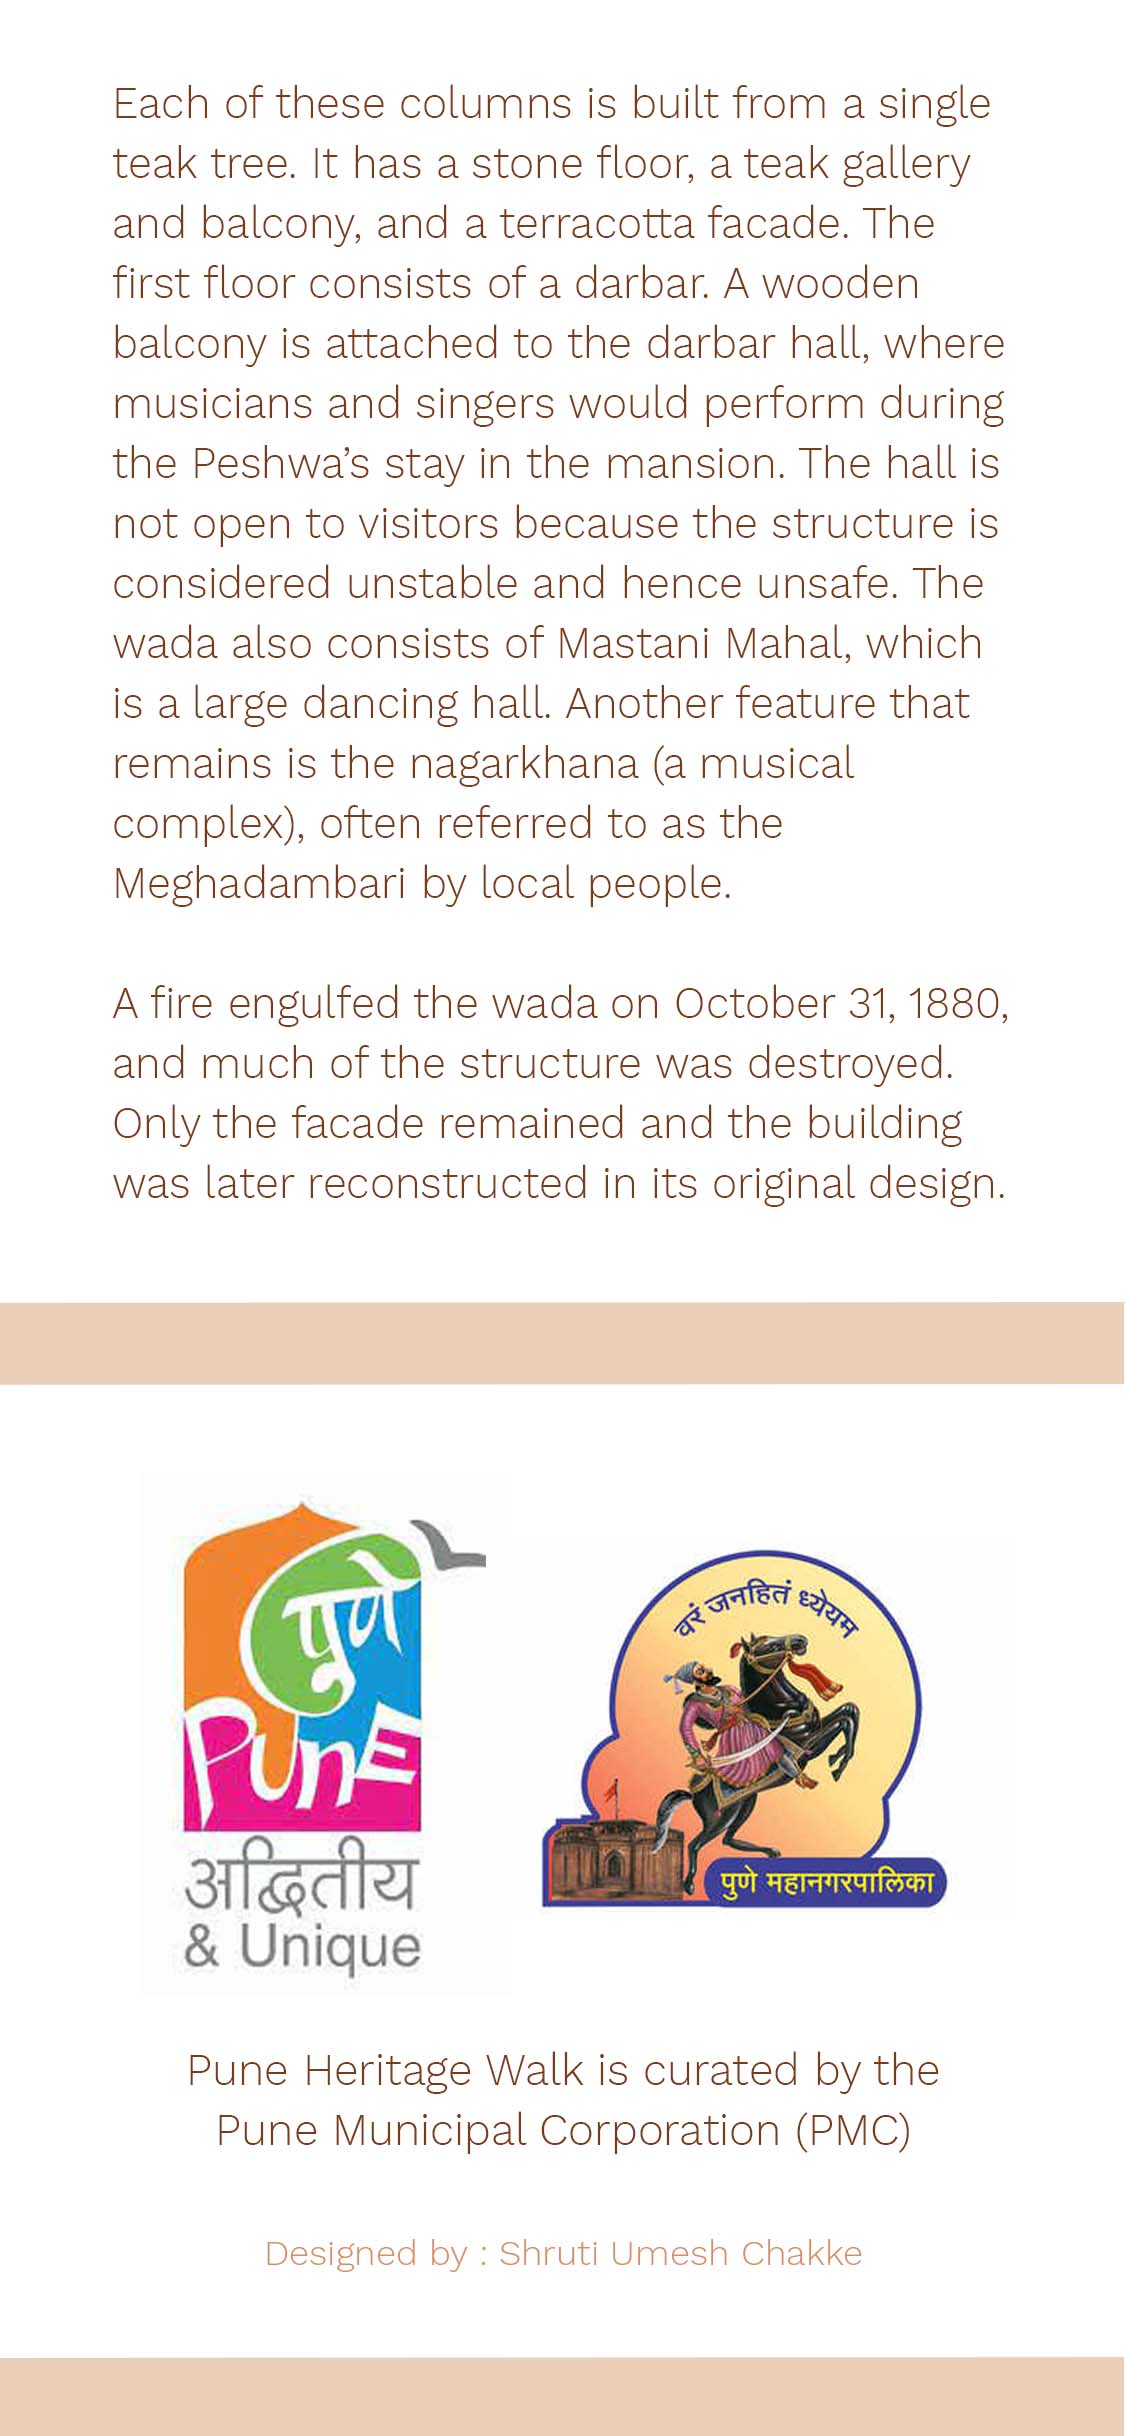 Each of these columns is built from a single
teak tree. It has a stone floor, a teak gallery
and balcony, and a terracotta facade. The
first floor consists of a darbar. A wooden
balcony is attached to the darbar hall, where
musicians and singers would perform during
the Peshwa’s stay in the mansion. The hall is
not open to visitors because the structure is
considered unstable and hence unsafe. The
wada also consists of Mastani Mahal, which
is a large dancing hall. Another feature that
remains is the nagarkhana (a musical
complex), often referred to as the
Meghadambari by local people.
A fire engulfed the wada on October 31, 1880,
and much of the structure was destroyed.
Only the facade remained and the building
was later reconstructed in its original design.
पुणे
PUnE
अद्वितीय
& Unique
वरं जनहितं ध्येयम
पुणे महानगरपालिका
Pune Heritage Walk is curated by the
Pune Municipal Corporation (PMC)
Designed by : Shruti Umesh Chakke